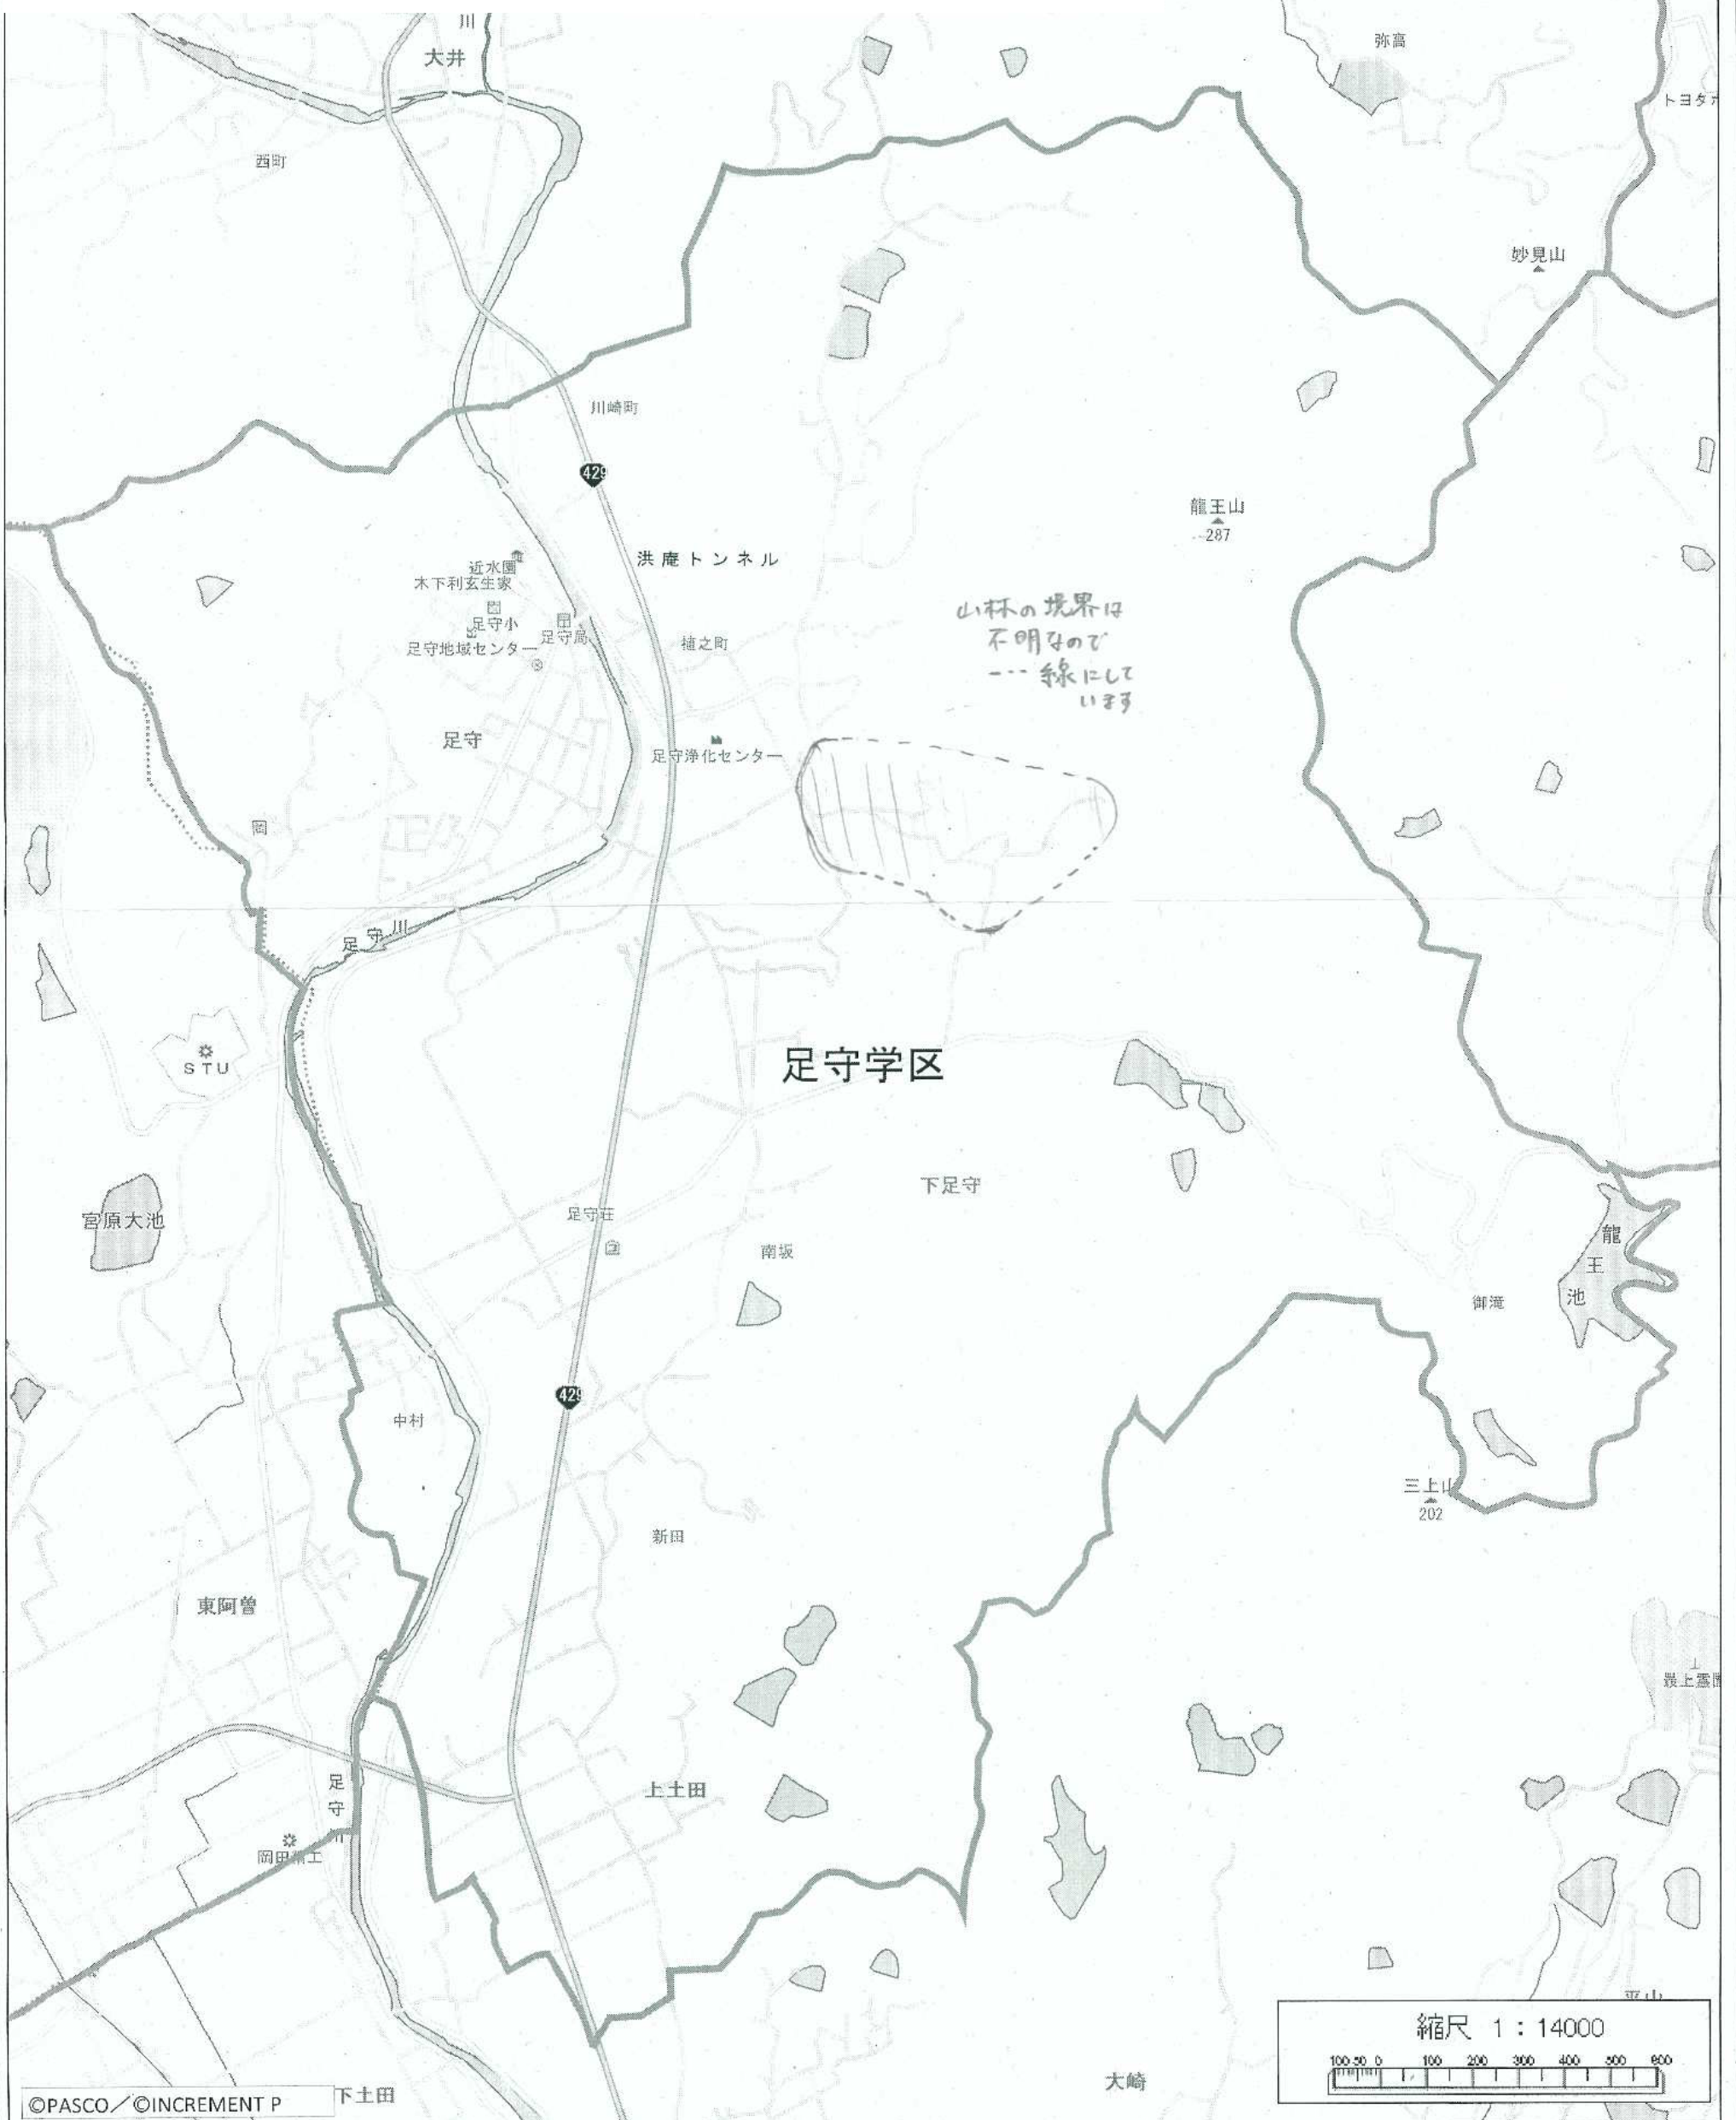 川
大井
弥高
トヨタカ
西町
妙見山
川崎町
429
龍王山
287
洪庵トンネル
近水園
木下利玄生家
足守小
足守局
足守地域センター
植之町
山林の境界は
不明なので
---線にして
います
足守
足守浄化センター
岡
足守川
STU
足守学区
下足守
宮原大池
足守荘
南坂
龍王池
御滝
429
中村
三上山
202
新田
東阿曽
最上霊園
足守川
上土田
岡田精工
平山
縮尺 1:14000
100 50 0 100 200 300 400 500 600
大崎
下土田
©PASCO/©INCREMENT P